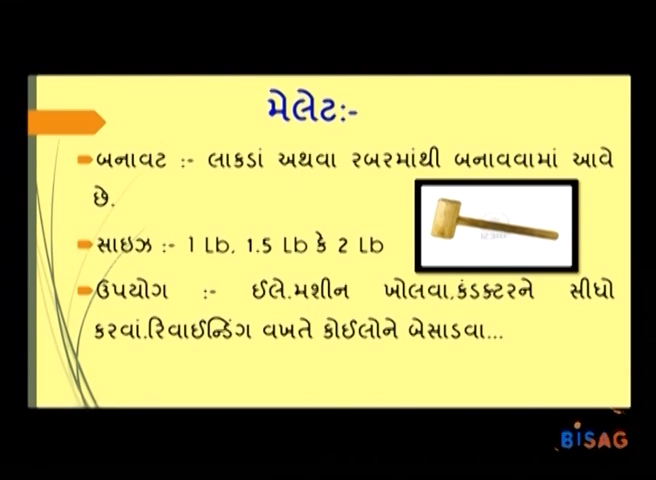 મેલેટ:-
બનાવટ :- લાકડાં અથવા રબરમાંથી બનાવવામાં આવે
છે.
સાઇઝ :- 1 Lb, 1.5 Lb કે 2 Lb
ઉપયોગ :- ઈલે.મશીન ખોલવા,કંડક્ટરને સીધો
કરવાં.રિવાઈન્ડિંગ વખતે કોઈલોને બેસાડવા...
BISAG